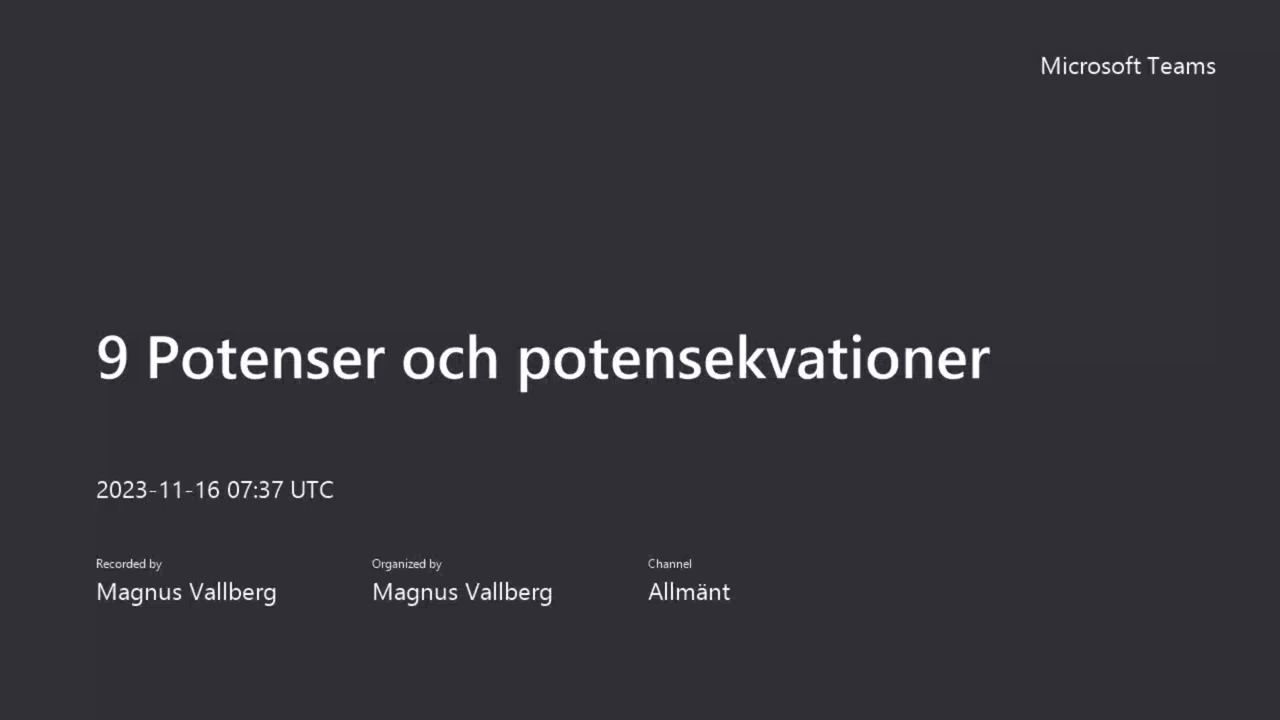 Microsoft Teams
9 Potenser och potensekvationer
2023-11-16 07:37 UTC
Recorded by
Magnus Vallberg
Organized by
Magnus Vallberg
Channel
Allmänt